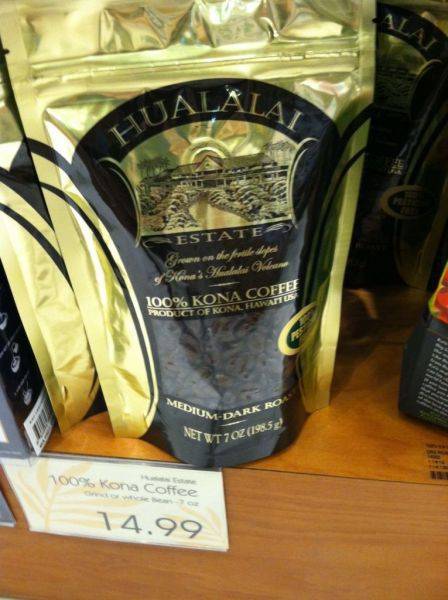 HUALALAI
ESTATE
Grown on the fertile slopes
of Kona's Hualalai Volcano
100% KONA COFFEE
PRODUCT OF KONA, HAWAI'I USA
MEDIUM-DARK ROAST
NET WT 7 OZ (198.5 g)
Hualalai Estate
100% Kona Coffee
Grind or whole Bean-7 oz
14.99